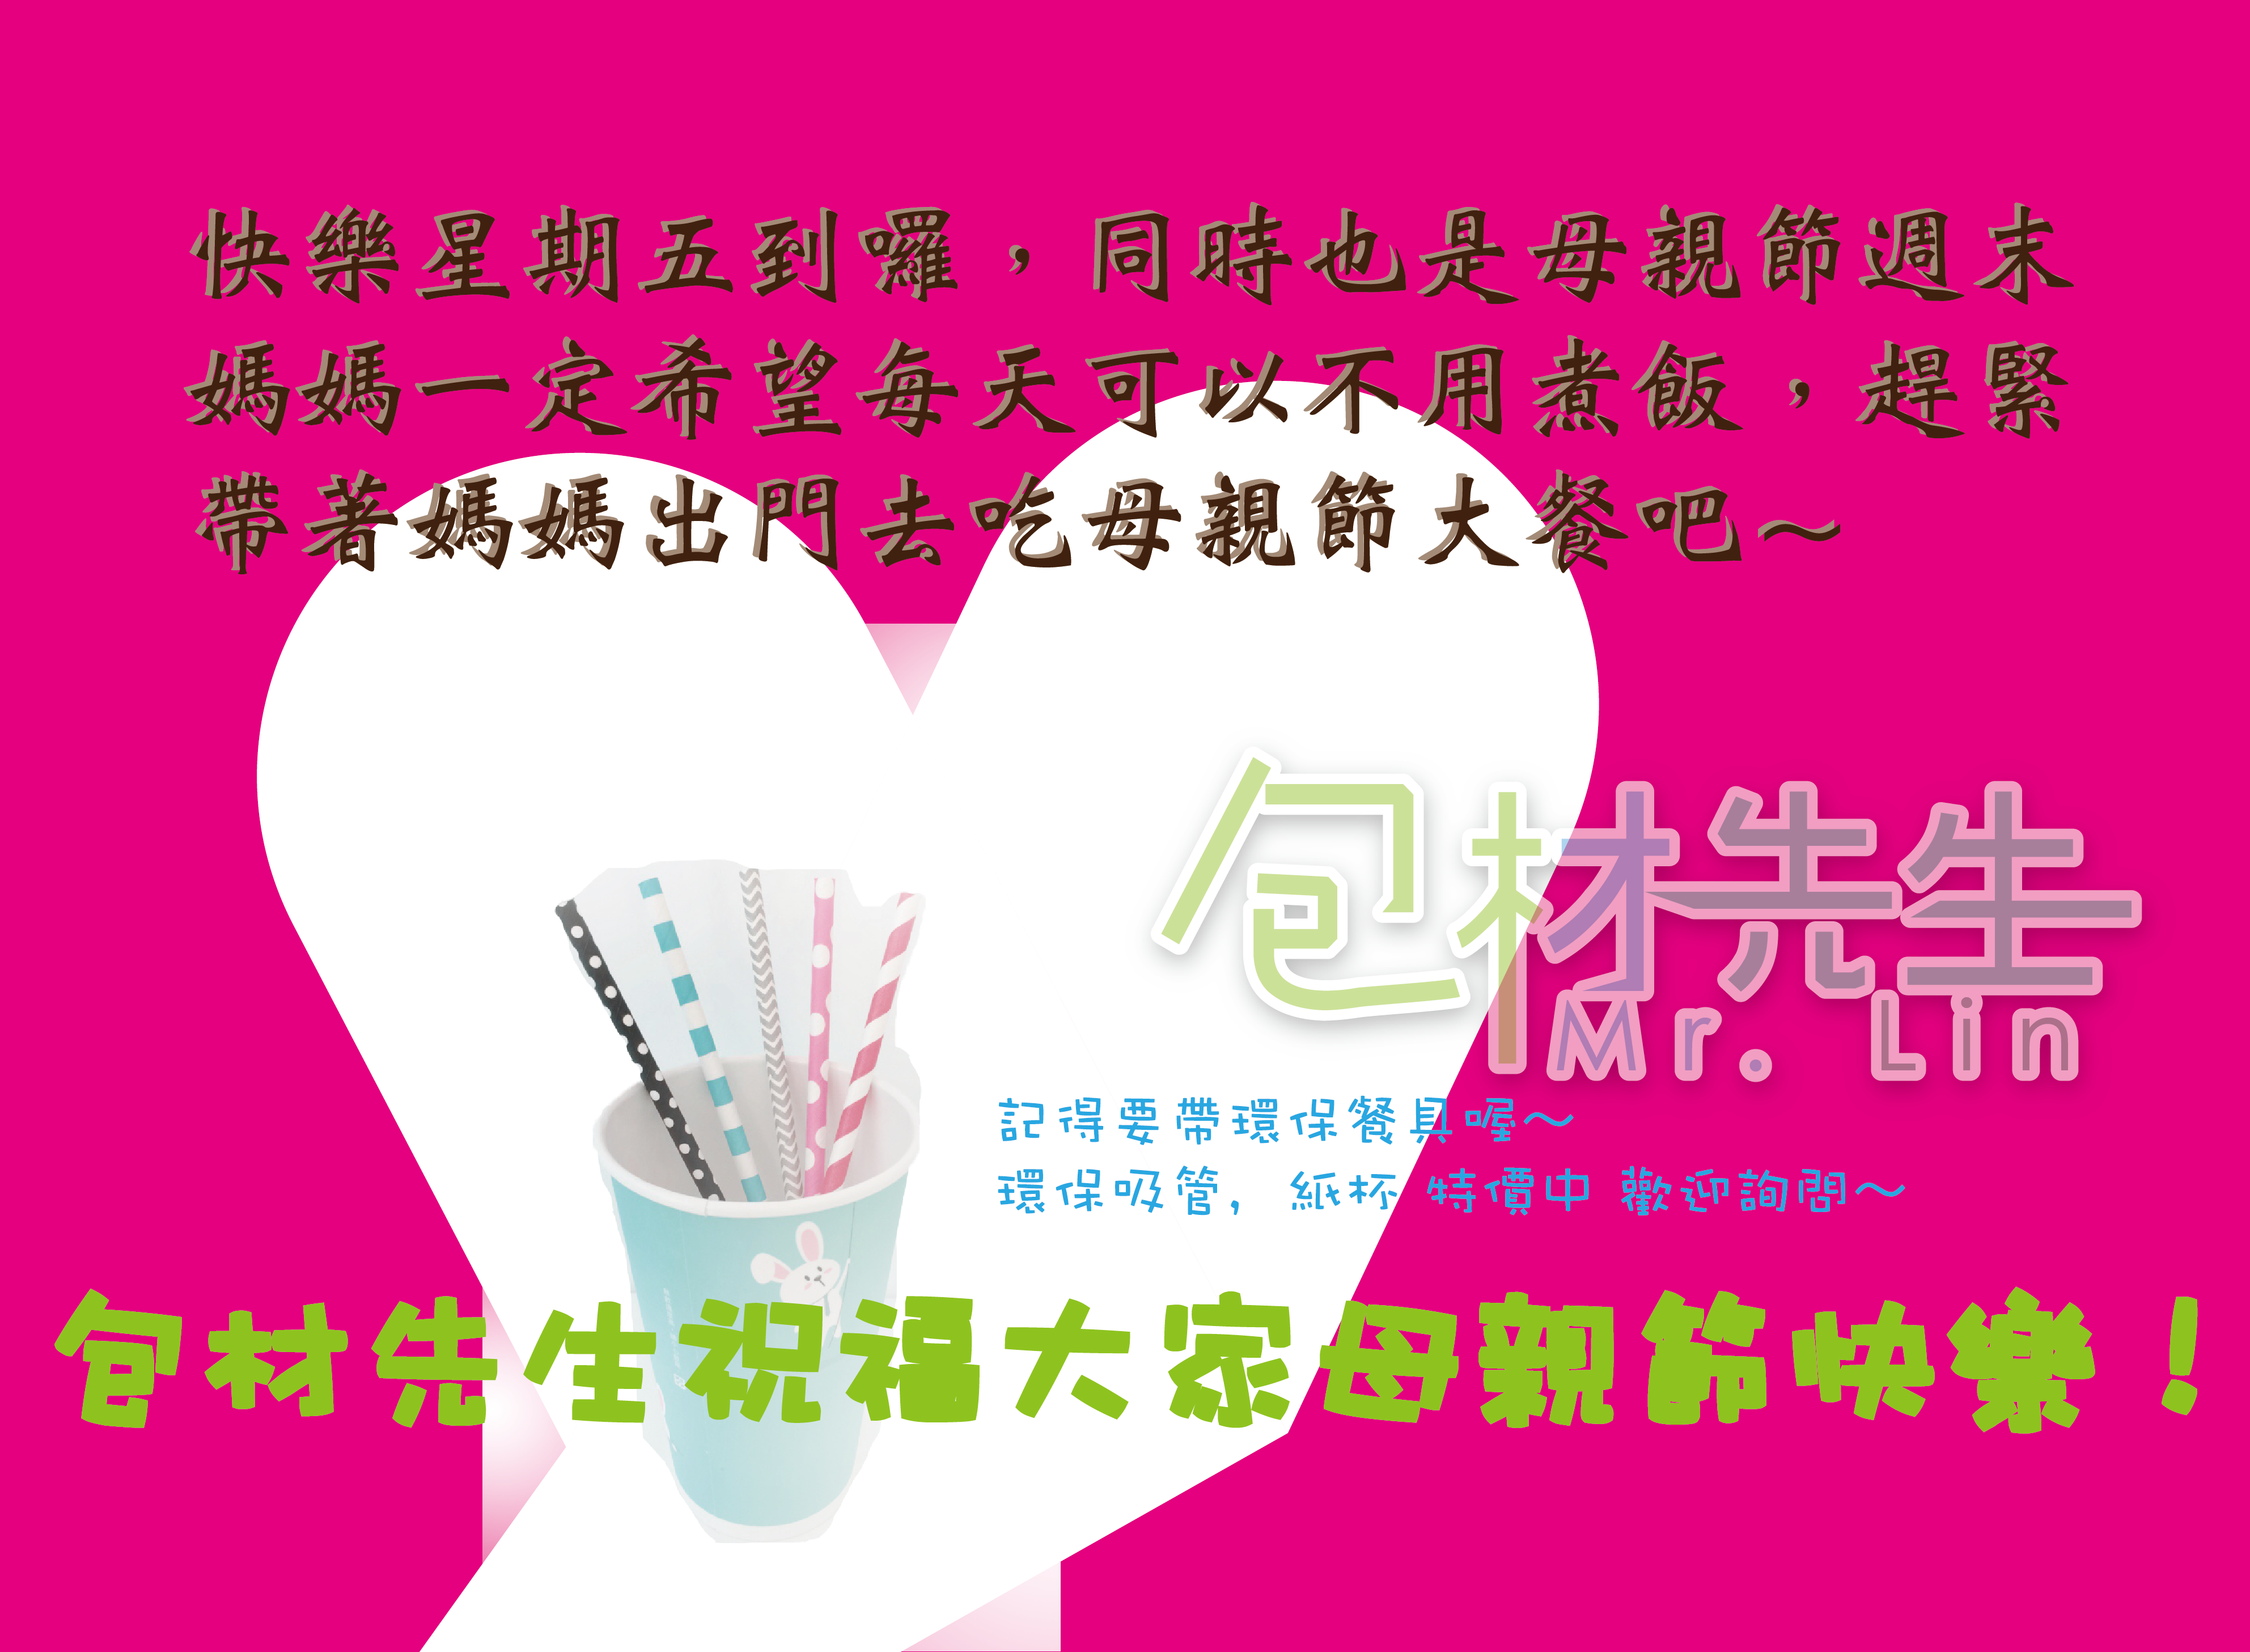 快樂星期五到囉，同時也是母親節週末
媽媽一定希望每天可以不用煮飯，趕緊
帶著媽媽出門去吃母親節大餐吧～
包材先生
Mr. Lin
記得要帶環保餐具喔～
環保吸管, 紙杯 特價中 歡迎詢問～
包材先生祝福大家母親節快樂！